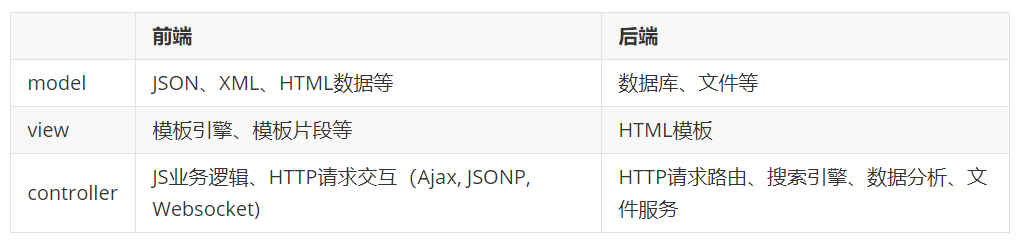 前端 后端
model JSON、XML、HTML数据等 数据库、文件等
view 模板引擎、模板片段等 HTML模板
controller JS业务逻辑、HTTP请求交互（Ajax, JSONP, Websocket) HTTP请求路由、搜索引擎、数据分析、文件服务